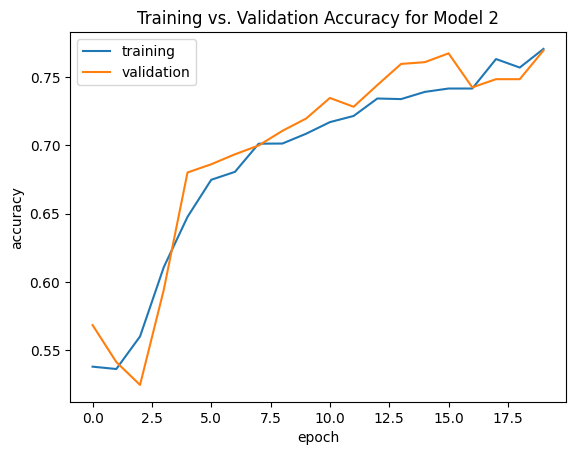 Training vs. Validation Accuracy for Model 2
training
validation
accuracy
0.75
0.70
0.65
0.60
0.55
0.0 2.5 5.0 7.5 10.0 12.5 15.0 17.5
epoch